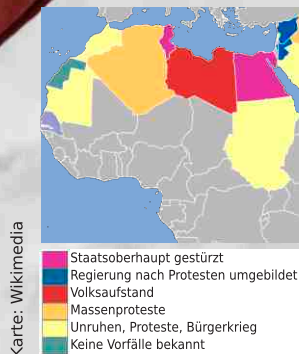 Karte: Wikimedia
Staatsoberhaupt gestürzt
Regierung nach Protesten umgebildet
Volksaufstand
Massenproteste
Unruhen, Proteste, Bürgerkrieg
Keine Vorfälle bekannt